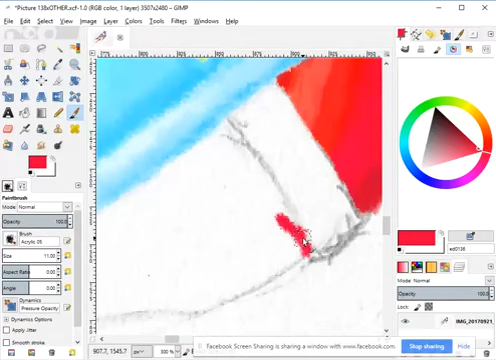 *Picture 138xOTHER.xcf-1.0 (RGB color, 1 layer) 3507x2480 – GIMP
File Edit Select View Image Layer Colors Tools Filters Windows Help
Paintbrush
Mode: Normal
Opacity 100.0
Brush
Acrylic 05
Size 11.00
Aspect Ratio 0.00
Angle 0.00
Dynamics
Pressure Opacity
Dynamics Options
Apply Jitter
Smooth stroke
907.7, 1545.7 px
Facebook Screen Sharing is sharing a window with www.facebook.com.
Stop sharing
Hide
Mode: Normal
Opacity 100.0
Lock:
IMG_20170921_